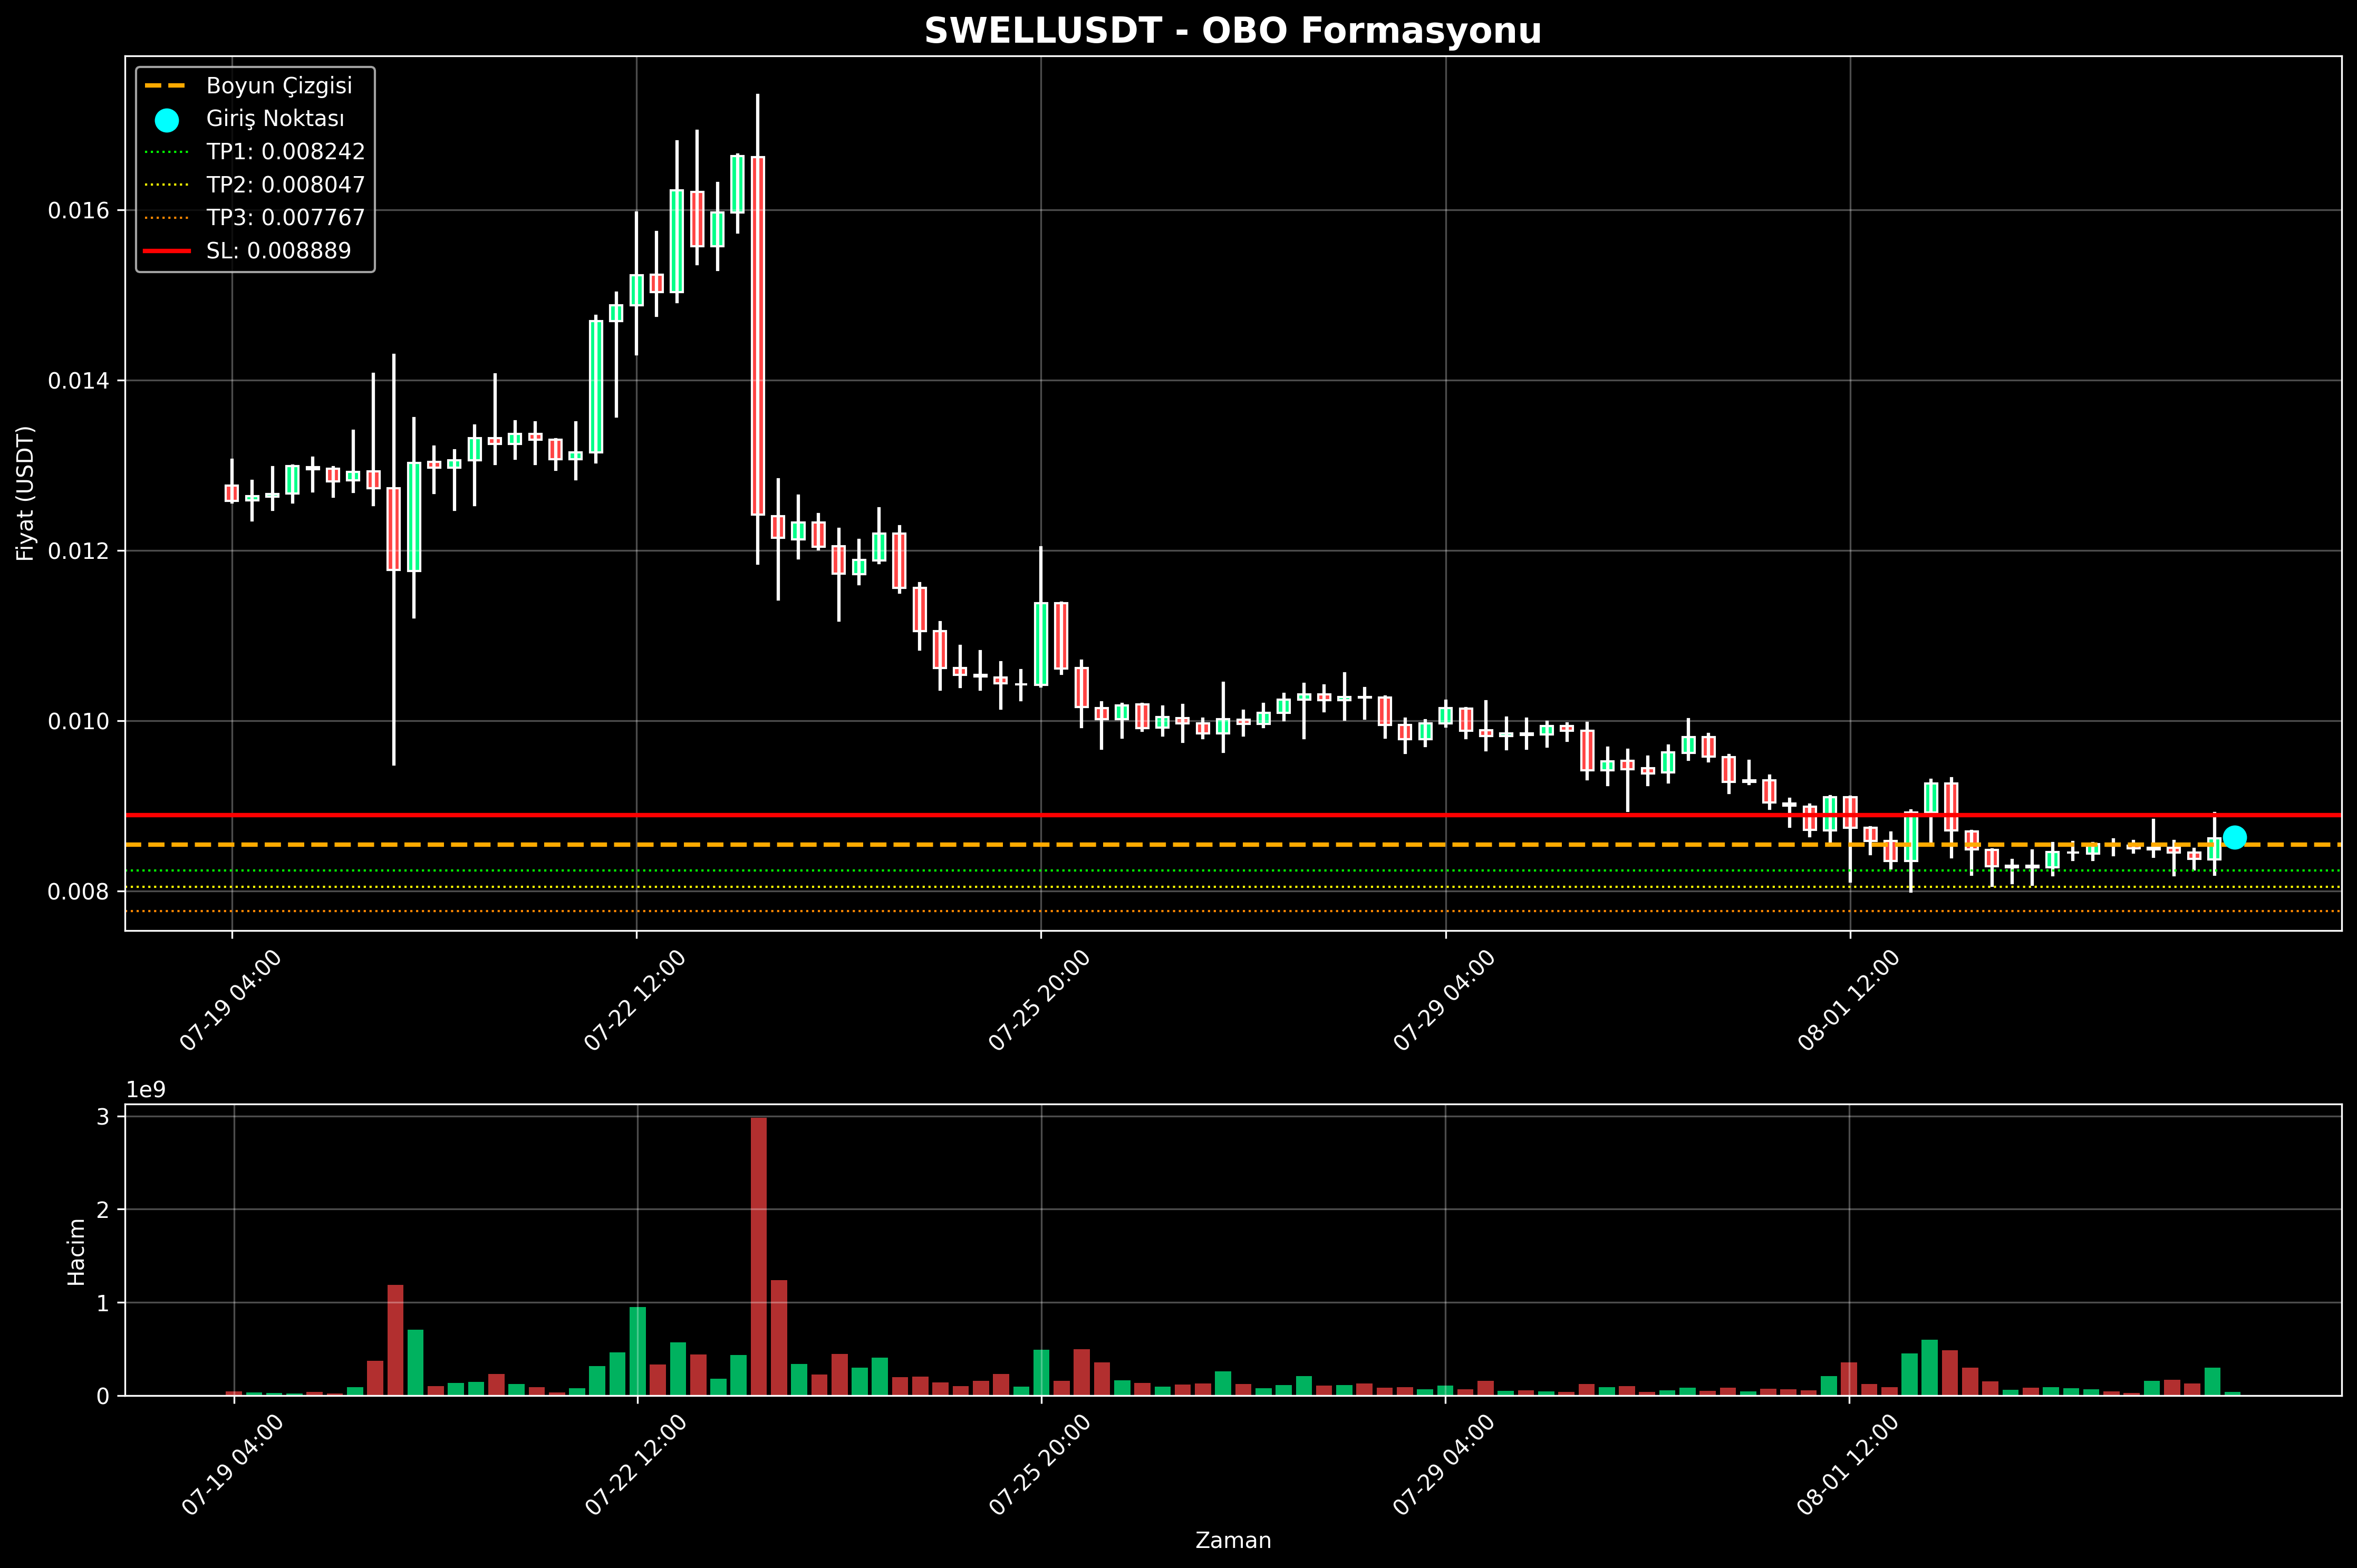 SWELLUSDT - OBO Formasyonu
Boyun Çizgisi
Giriş Noktası
TP1: 0.008242
TP2: 0.008047
TP3: 0.007767
SL: 0.008889
Fiyat (USDT)
0.016
0.014
0.012
0.010
0.008
07-19 04:00
07-22 12:00
07-25 20:00
07-29 04:00
08-01 12:00
1e9
Hacim
3
2
1
0
07-19 04:00
07-22 12:00
07-25 20:00
07-29 04:00
08-01 12:00
Zaman